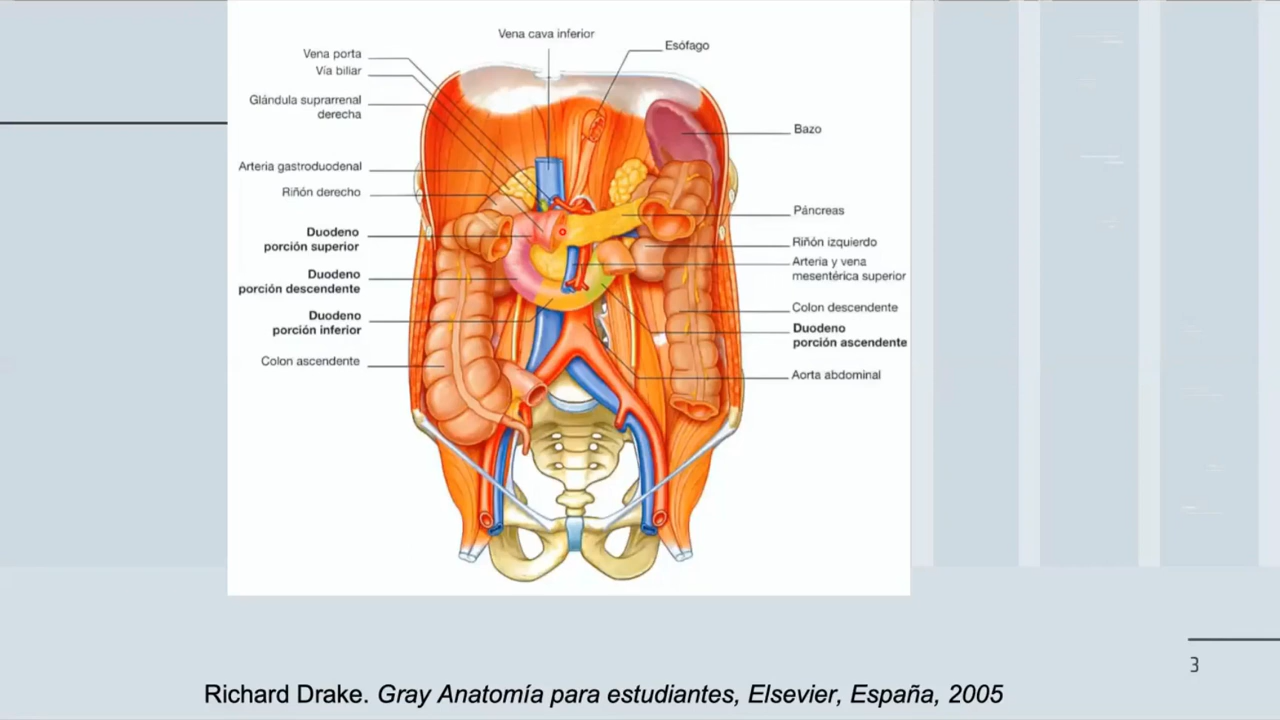 Vena cava inferior
Esófago
Vena porta
Vía biliar
Glándula suprarrenal
derecha
Arteria gastroduodenal
Riñón derecho
Duodeno
porción superior
Duodeno
porción descendente
Duodeno
porción inferior
Colon ascendente
Bazo
Páncreas
Riñón izquierdo
Arteria y vena
mesentérica superior
Colon descendente
Duodeno
porción ascendente
Aorta abdominal
3
Richard Drake. Gray Anatomía para estudiantes, Elsevier, España, 2005